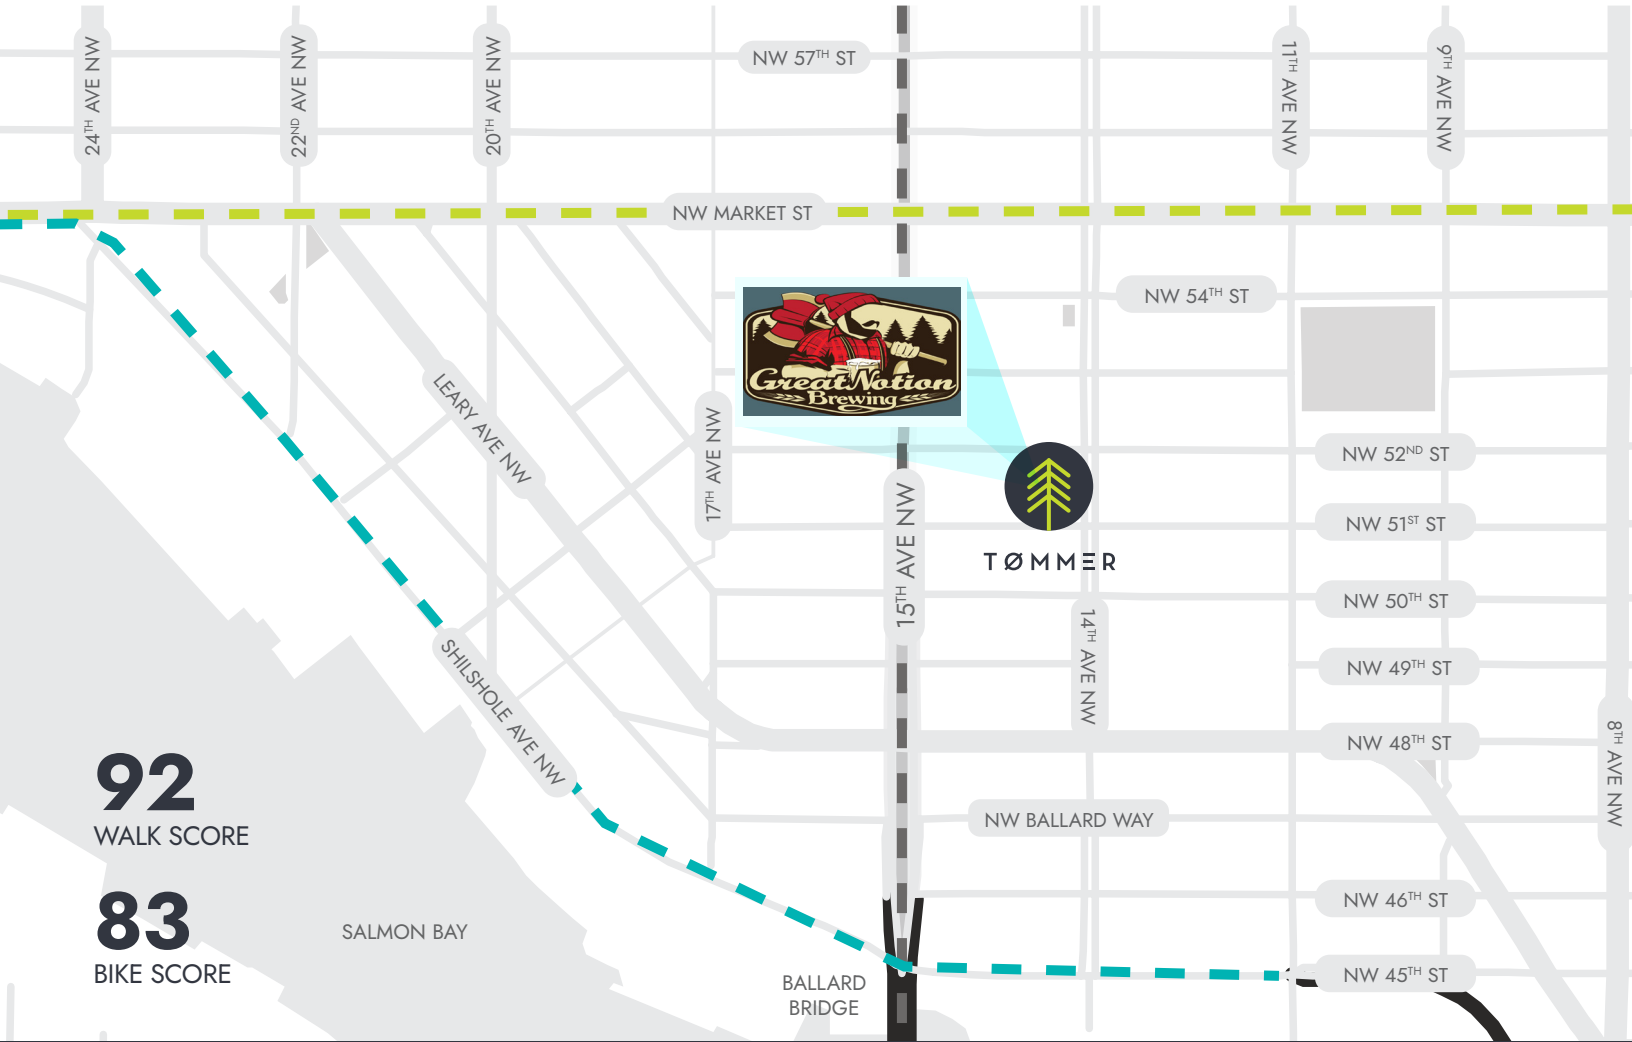 24TH AVE NW
22ND AVE NW
20TH AVE NW
NW 57TH ST
11TH AVE NW
9TH AVE NW
NW MARKET ST
NW 54TH ST
Great Notion
Brewing
LEARY AVE NW
17TH AVE NW
NW 52ND ST
15TH AVE NW
NW 51ST ST
TØMMER
NW 50TH ST
14TH AVE NW
SHILSHOLE AVE NW
NW 49TH ST
NW 48TH ST
8TH AVE NW
92
WALK SCORE
NW BALLARD WAY
83
BIKE SCORE
SALMON BAY
NW 46TH ST
NW 45TH ST
BALLARD
BRIDGE